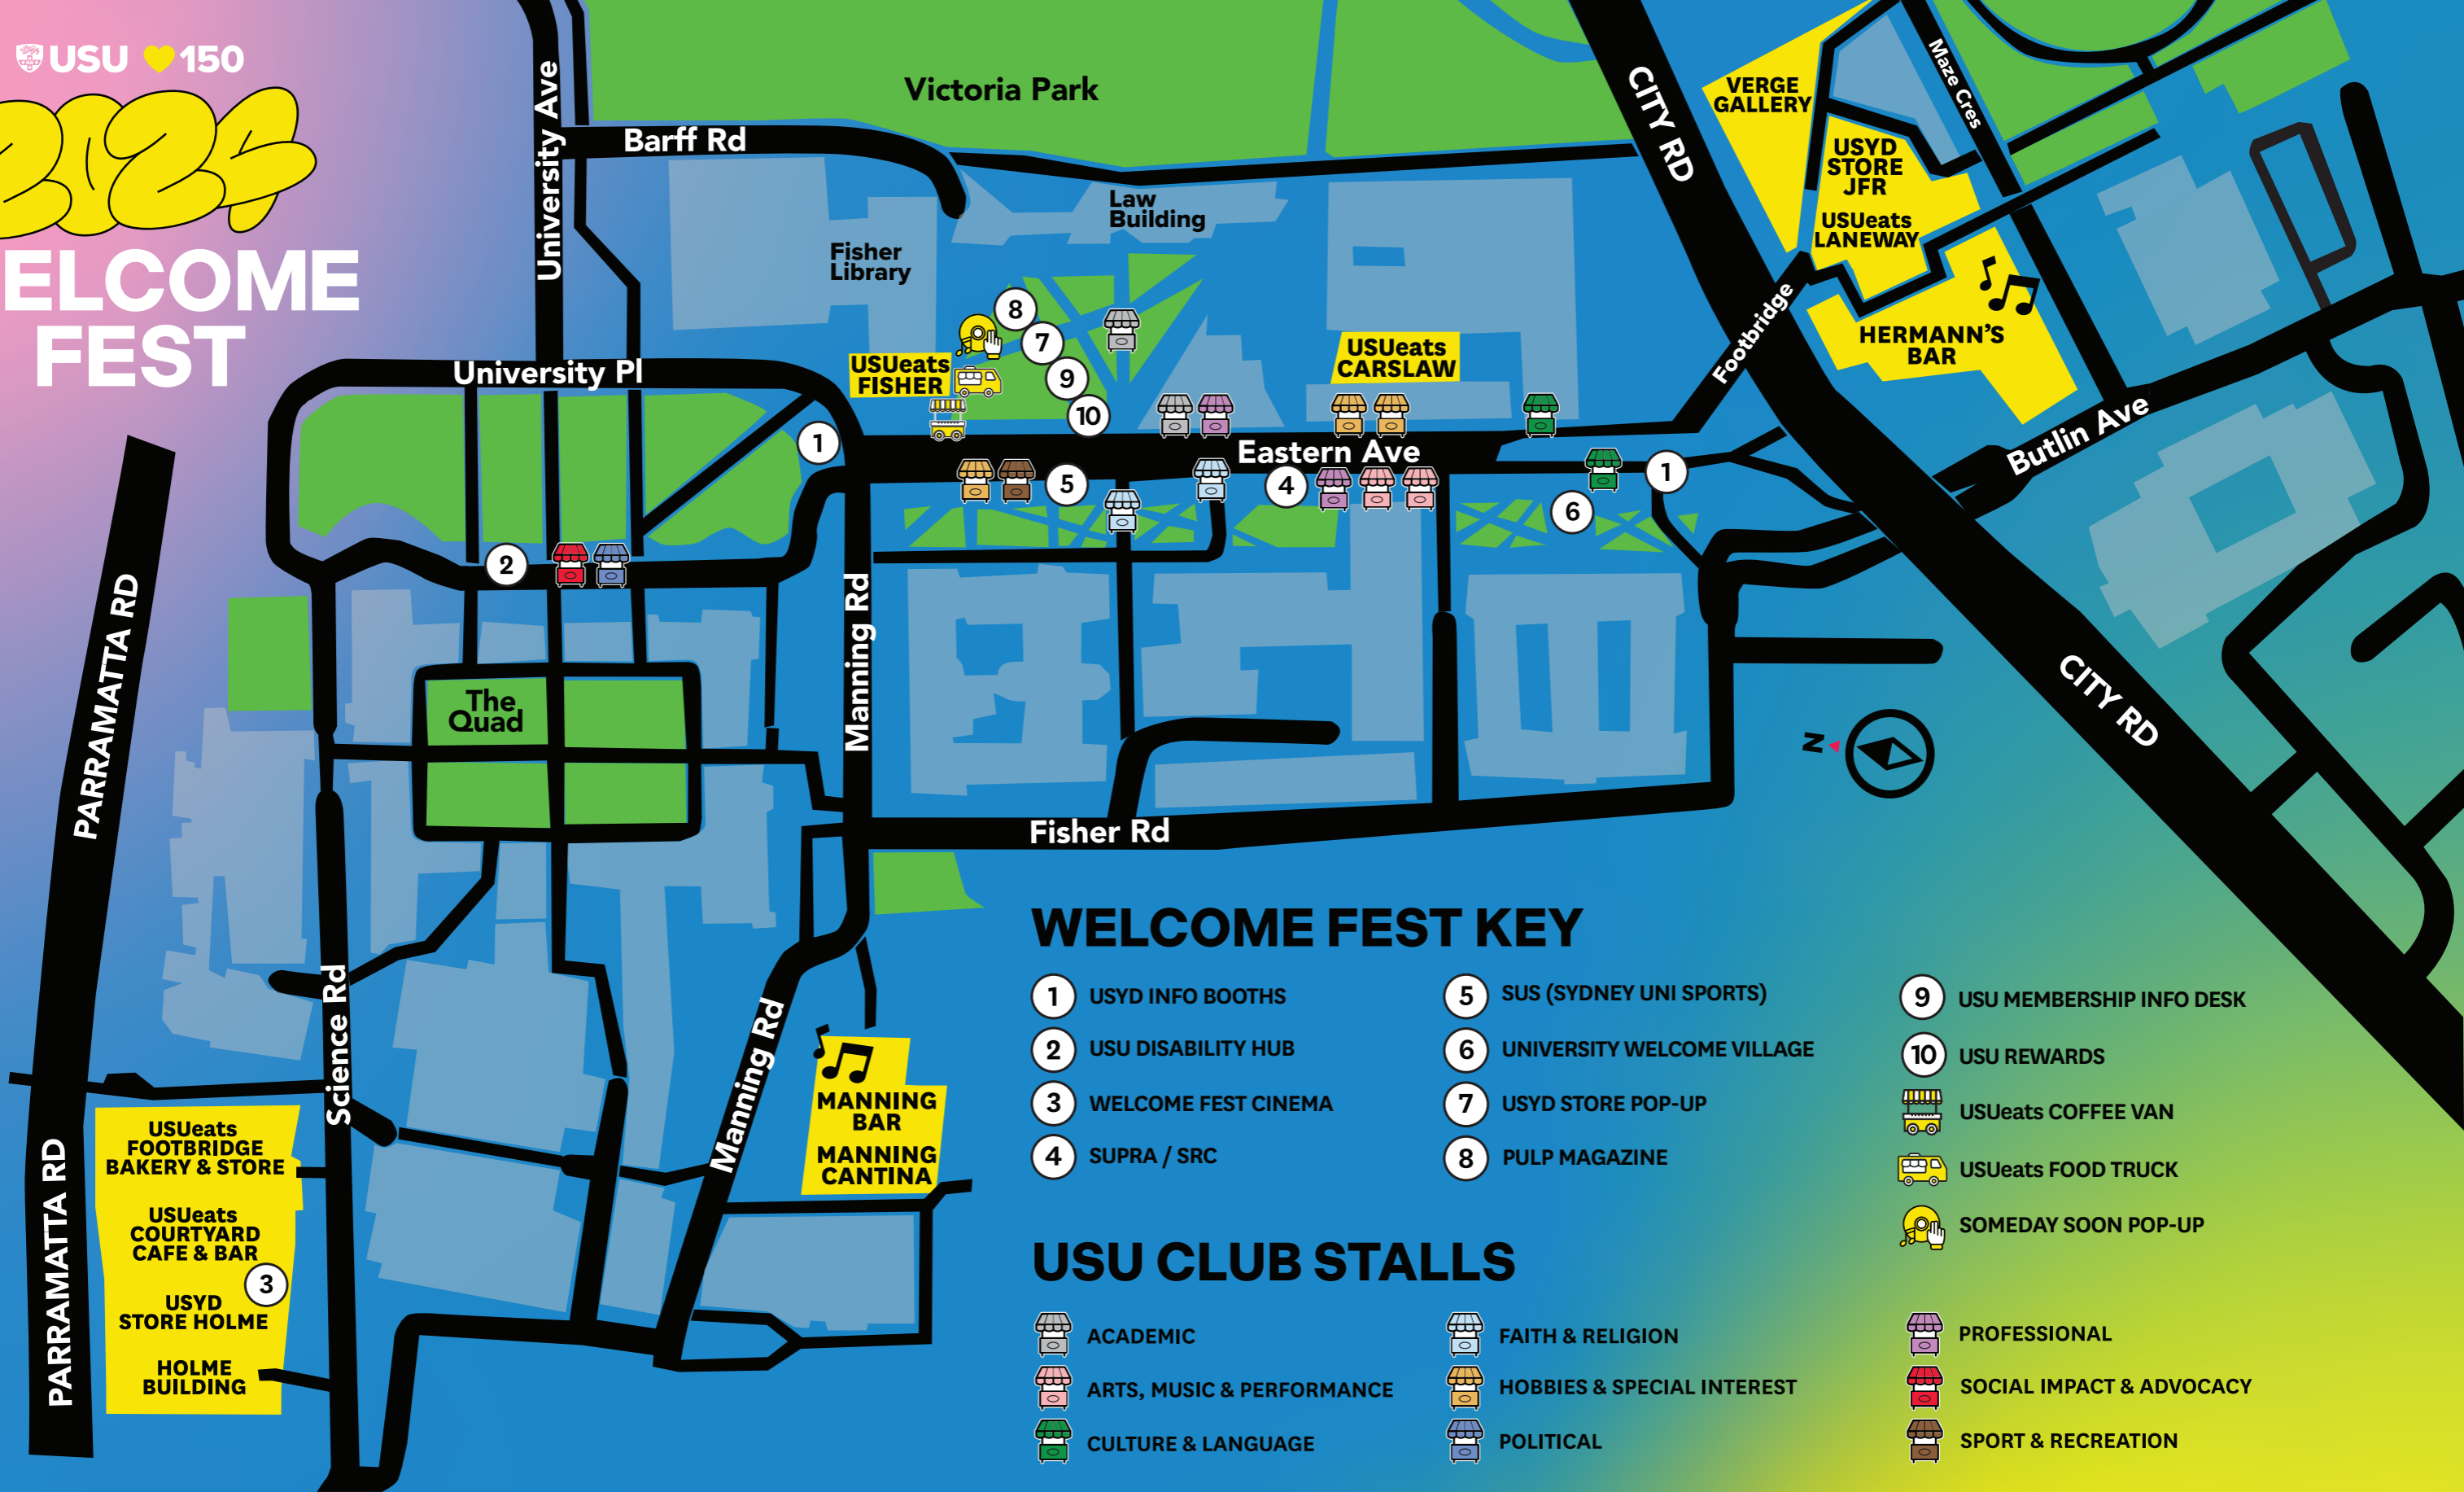 USU 150
2026
ELCOME
FEST
Victoria Park
University Ave
Barff Rd
CITY RD
Maze Cres
VERGE
GALLERY
USYD
STORE
JFR
USUeats
LANEWAY
HERMANN'S
BAR
Law
Building
Fisher
Library
Footbridge
University Pl
USUeats
FISHER
8
7
9
10
USUeats
CARSLAW
Butlin Ave
1
Eastern Ave
5
4
1
6
2
PARRAMATTA RD
Manning Rd
The
Quad
CITY RD
N
Fisher Rd
Science Rd
Manning Rd
MANNING
BAR
MANNING
CANTINA
PARRAMATTA RD
USUeats
FOOTBRIDGE
BAKERY & STORE
USUeats
COURTYARD
CAFE & BAR
3
USYD
STORE HOLME
HOLME
BUILDING
WELCOME FEST KEY
1 USYD INFO BOOTHS
2 USU DISABILITY HUB
3 WELCOME FEST CINEMA
4 SUPRA / SRC
5 SUS (SYDNEY UNI SPORTS)
6 UNIVERSITY WELCOME VILLAGE
7 USYD STORE POP-UP
8 PULP MAGAZINE
9 USU MEMBERSHIP INFO DESK
10 USU REWARDS
USUeats COFFEE VAN
USUeats FOOD TRUCK
SOMEDAY SOON POP-UP
USU CLUB STALLS
ACADEMIC
ARTS, MUSIC & PERFORMANCE
CULTURE & LANGUAGE
FAITH & RELIGION
HOBBIES & SPECIAL INTEREST
POLITICAL
PROFESSIONAL
SOCIAL IMPACT & ADVOCACY
SPORT & RECREATION